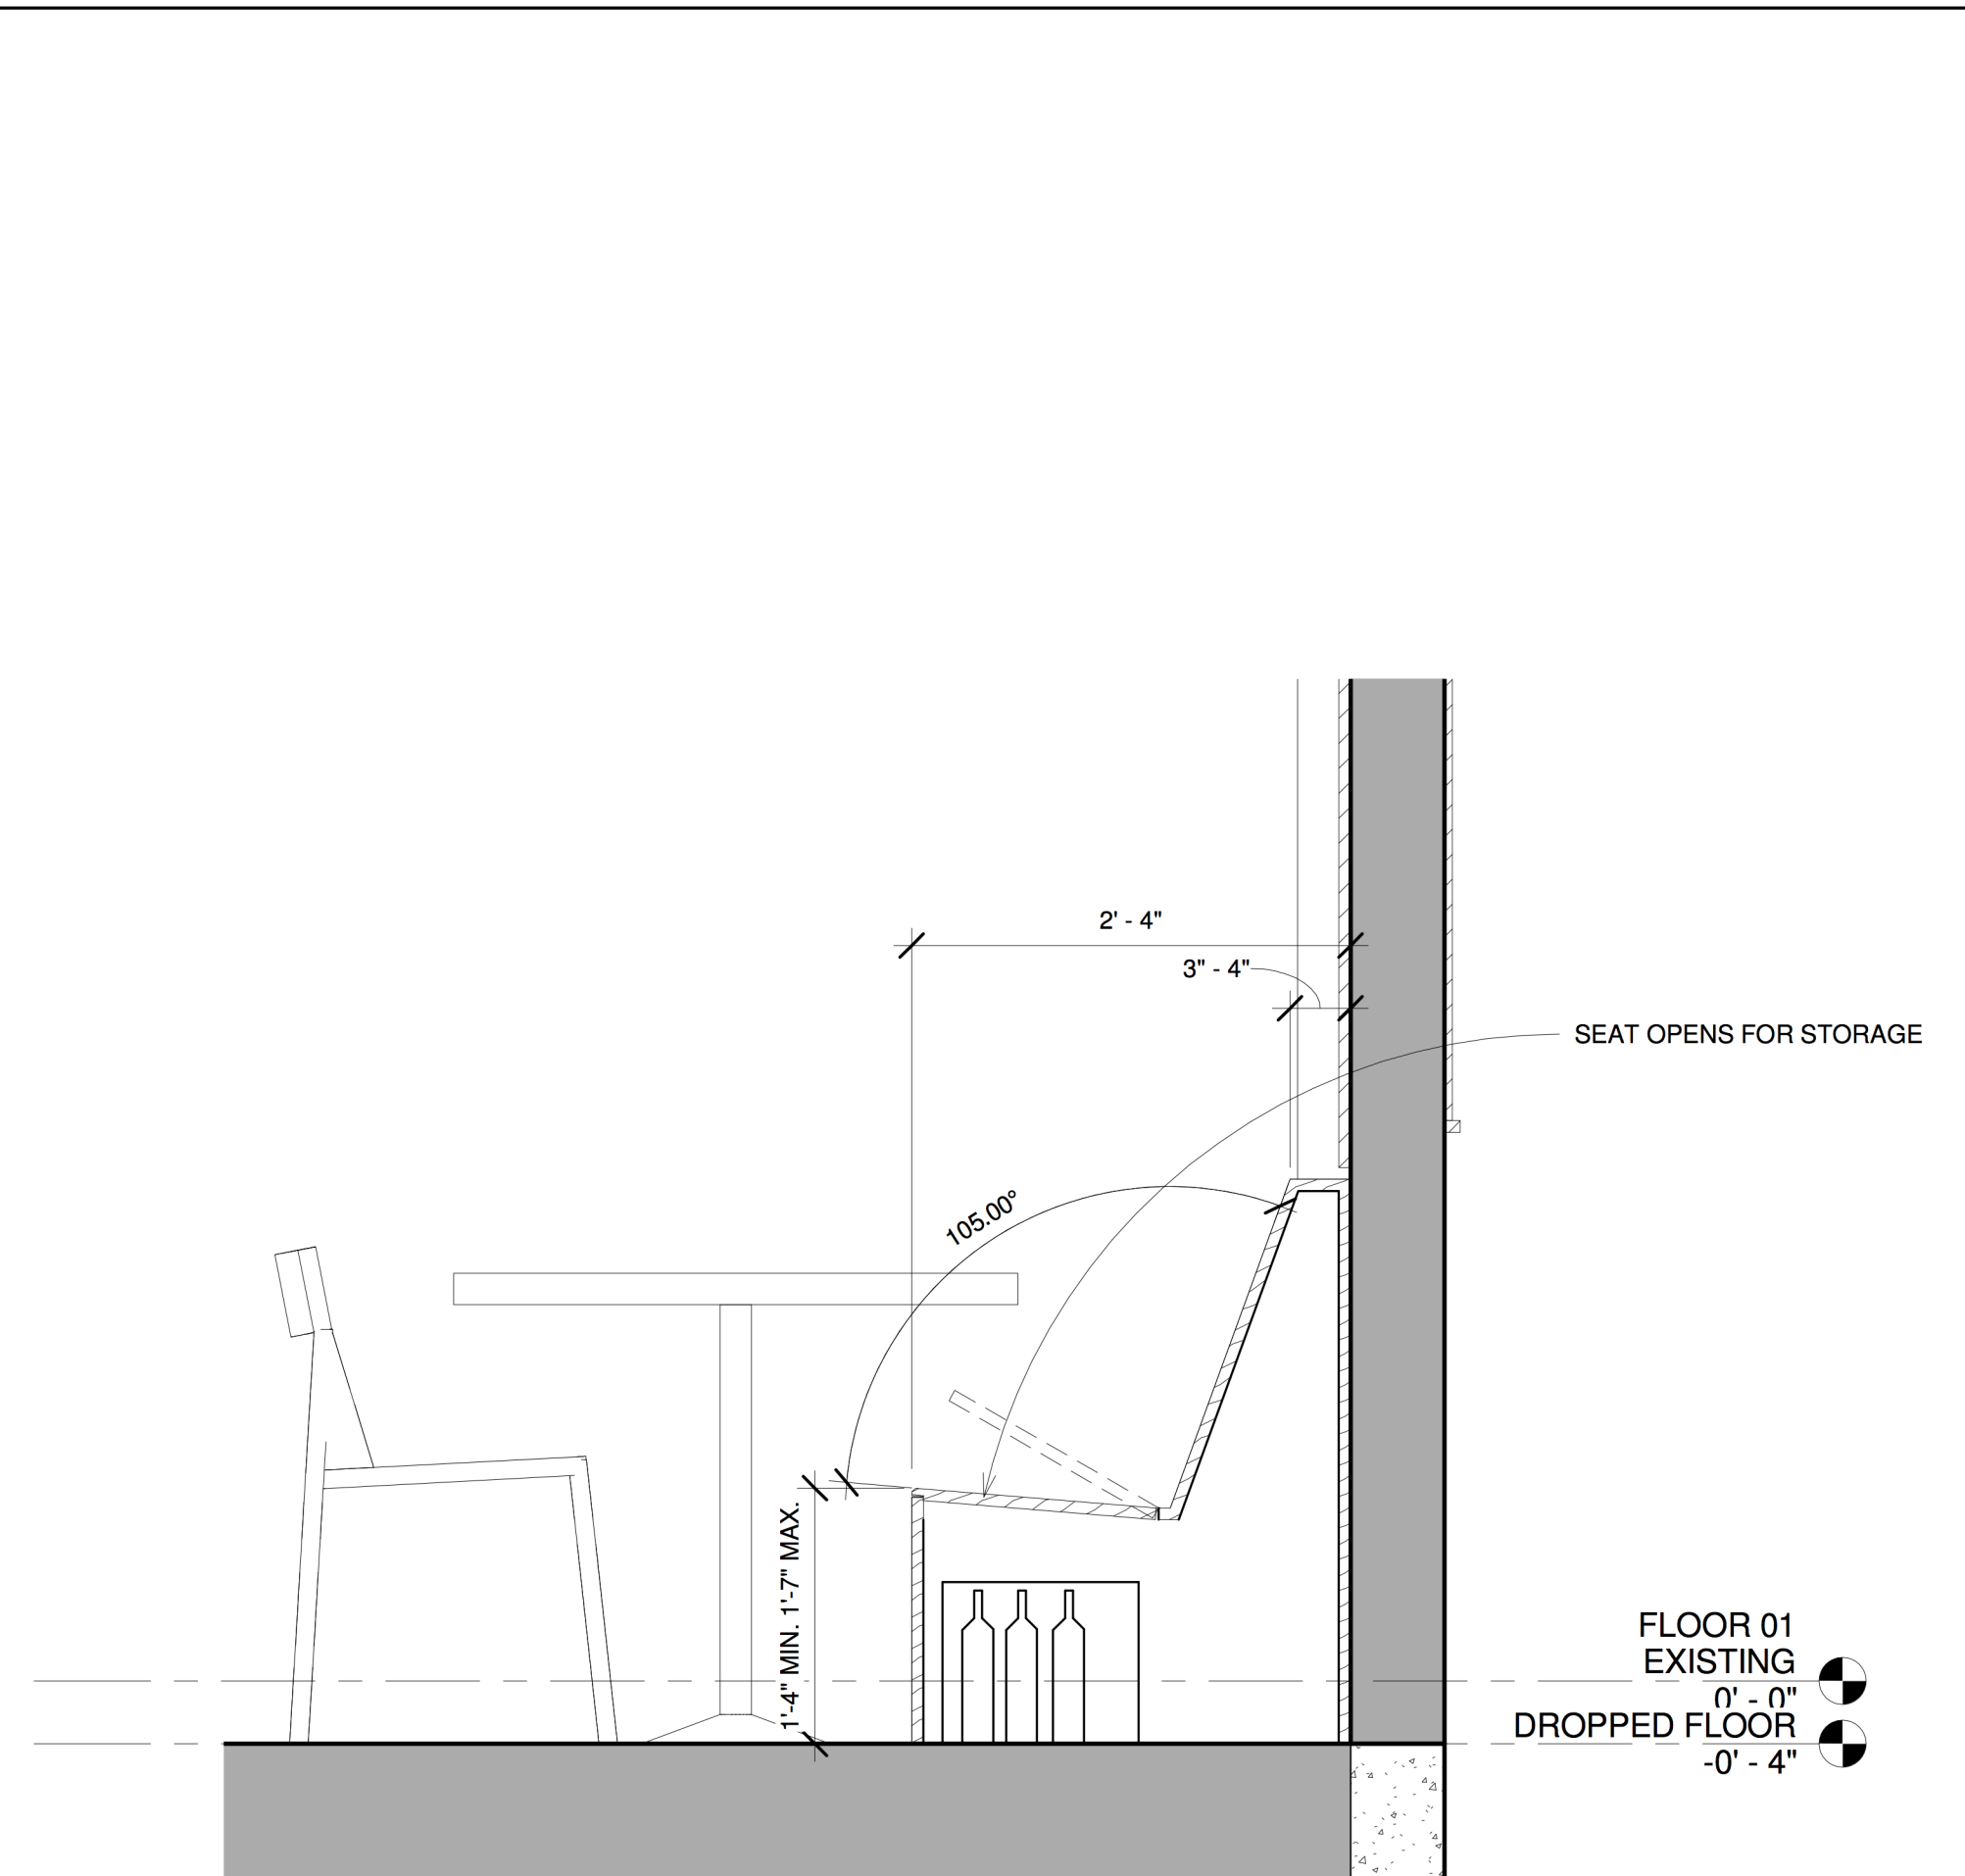 2' - 4"
3" - 4"
SEAT OPENS FOR STORAGE
105.00°
1'-4" MIN. 1'-7" MAX.
FLOOR 01
EXISTING
0' - 0"
DROPPED FLOOR
-0' - 4"